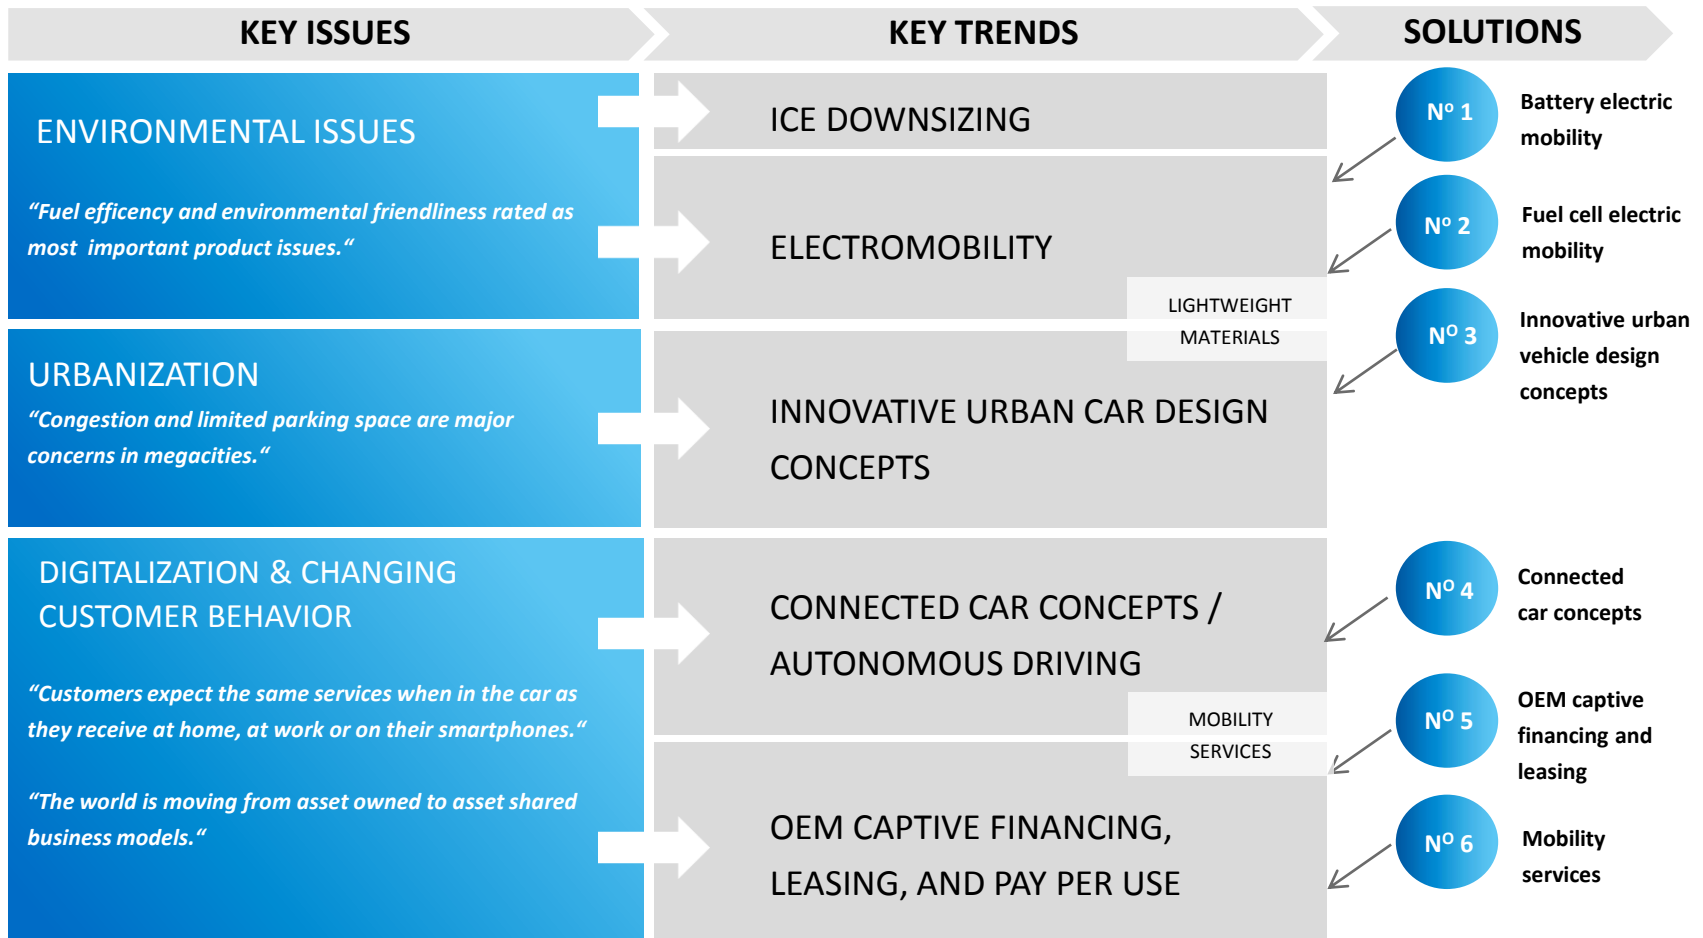 KEY ISSUES
KEY TRENDS
SOLUTIONS
ENVIRONMENTAL ISSUES
“Fuel efficency and environmental friendliness rated as
most  important product issues.“
URBANIZATION
“Congestion and limited parking space are major
concerns in megacities.“
DIGITALIZATION & CHANGING
CUSTOMER BEHAVIOR
“Customers expect the same services when in the car as
they receive at home, at work or on their smartphones.“
“The world is moving from asset owned to asset shared
business models.“
ICE DOWNSIZING
ELECTROMOBILITY
LIGHTWEIGHT
MATERIALS
INNOVATIVE URBAN CAR DESIGN
CONCEPTS
CONNECTED CAR CONCEPTS /
AUTONOMOUS DRIVING
MOBILITY
SERVICES
OEM CAPTIVE FINANCING,
LEASING, AND PAY PER USE
Nº 1
Battery electric
mobility
Nº 2
Fuel cell electric
mobility
Nº 3
Innovative urban
vehicle design
concepts
Nº 4
Connected
car concepts
Nº 5
OEM captive
financing and
leasing
Nº 6
Mobility
services